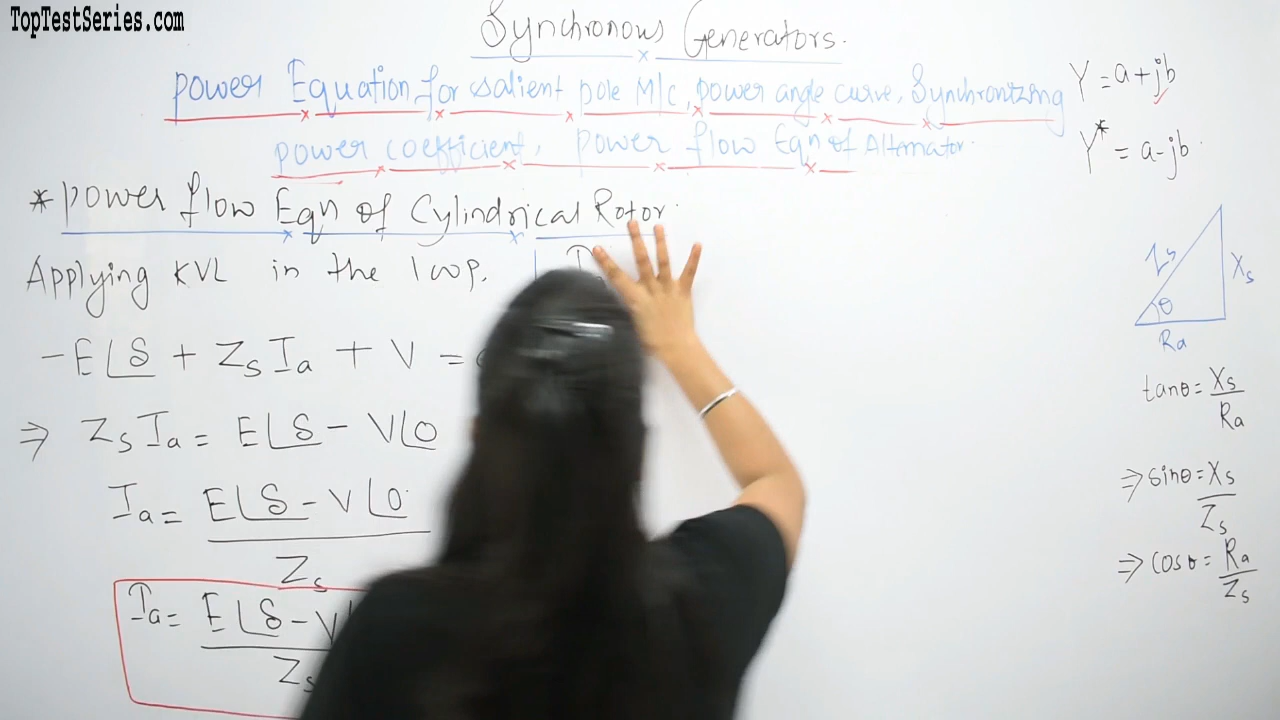 TopTestSeries.com
Synchronous Generators.
Power Equation for salient pole M/c, power angle curve, Synchronizing
power coefficient, power flow Eqn of Alternator.
Y = a+jb
Y* = a-jb
* Power flow Eqn of Cylindrical Rotor.
Applying KVL in the loop.
-E∠δ + ZsIa + V =
⇒ ZsIa = E∠δ - V∠0
Ia = E∠δ - V∠0
Zs
Ia = E∠δ - V
Zs
Zs
Xs
θ
Ra
tanθ = Xs
Ra
⇒ sinθ = Xs
Zs
⇒ cosθ = Ra
Zs